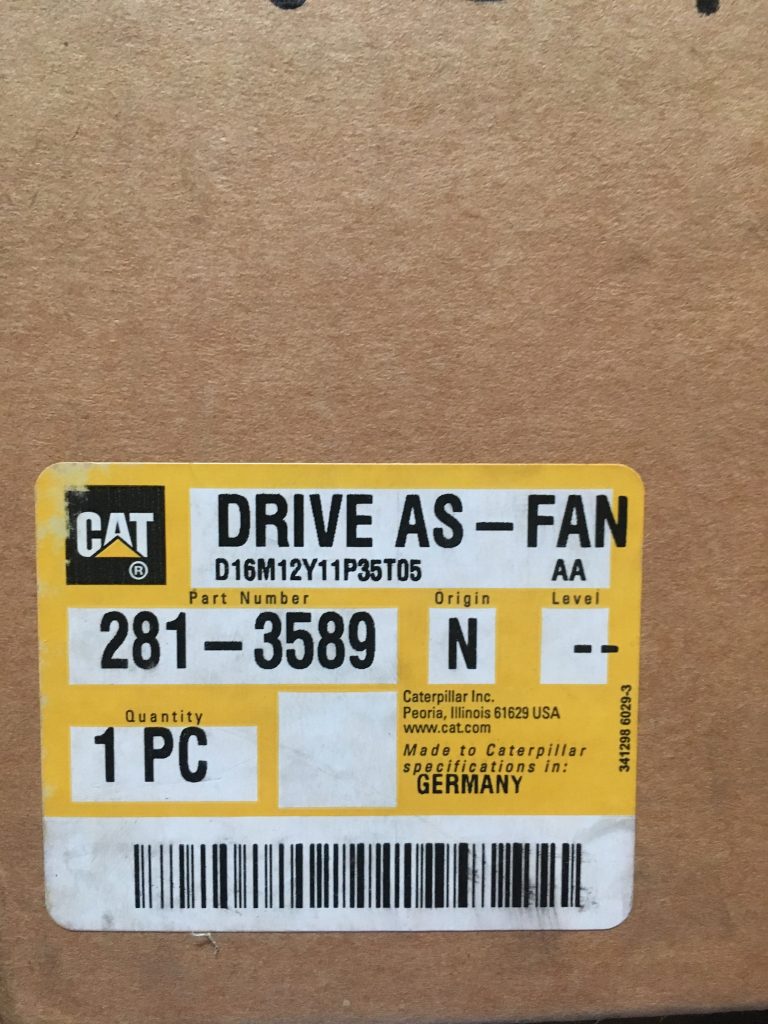 CAT
®
DRIVE AS-FAN
D16M12Y11P35T05 AA
Part Number Origin Level
281-3589 N --
Quantity
1 PC
Caterpillar Inc.
Peoria, Illinois 61629 USA
www.cat.com
Made to Caterpillar
specifications in:
GERMANY
341298 6029-3